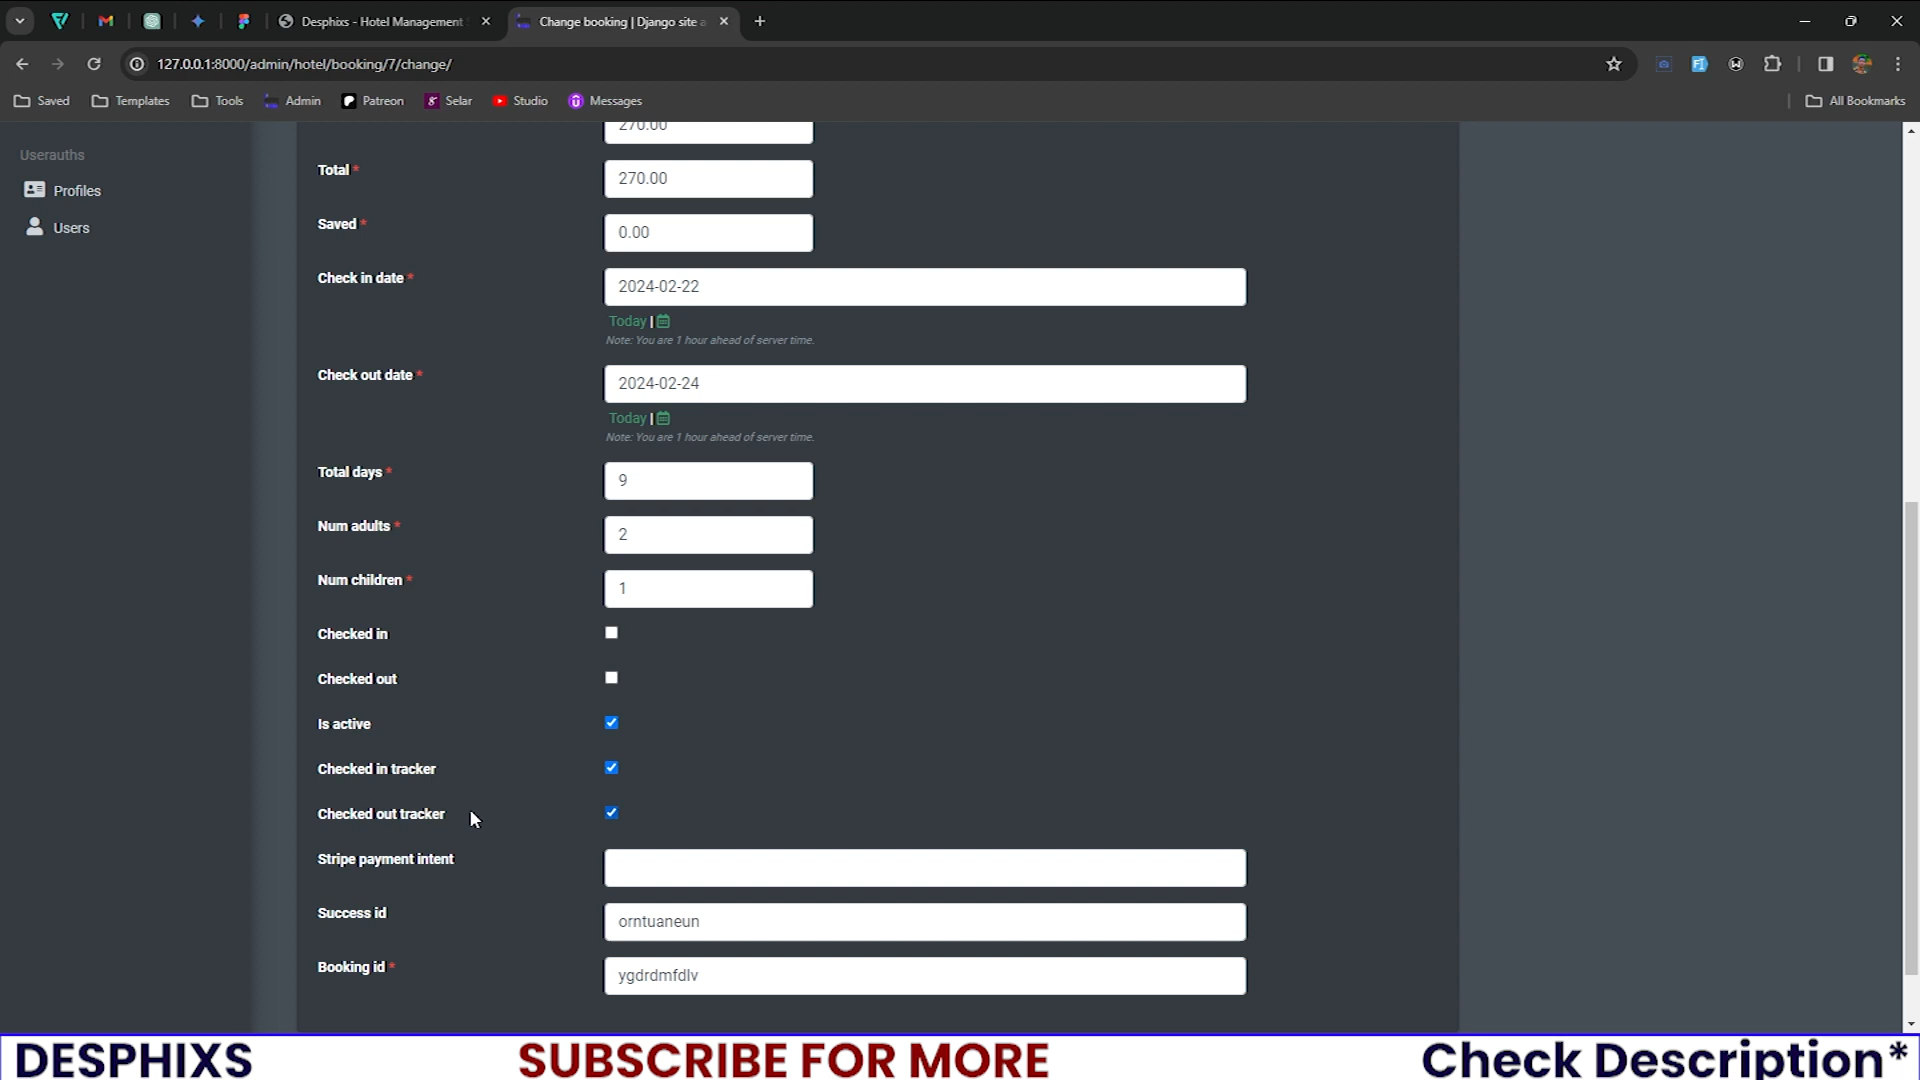 Desphixs - Hotel Management
Change booking | Django site a
127.0.0.1:8000/admin/hotel/booking/7/change/
Saved
Templates
Tools
Admin
Patreon
Selar
Studio
Messages
All Bookmarks
Userauths
Profiles
Users
270.00
Total *
270.00
Saved *
0.00
Check in date *
2024-02-22
Today |
Note: You are 1 hour ahead of server time.
Check out date *
2024-02-24
Today |
Note: You are 1 hour ahead of server time.
Total days *
9
Num adults *
2
Num children *
1
Checked in
Checked out
Is active
Checked in tracker
Checked out tracker
Stripe payment intent
Success id
orntuaneun
Booking id *
ygdrdmfdlv
DESPHIXS
SUBSCRIBE FOR MORE
Check Description*